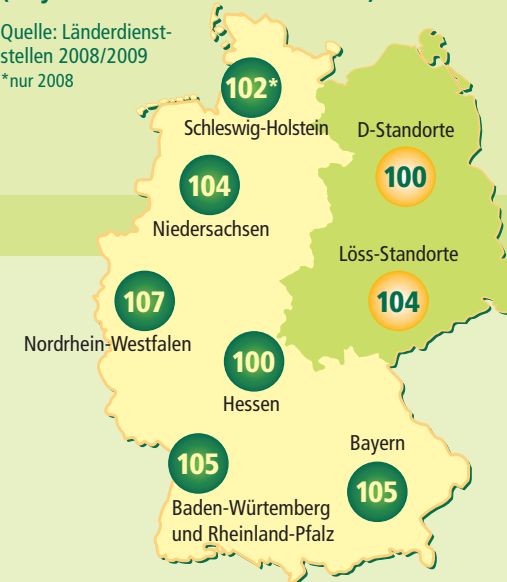 Quelle: Länderdienst-
stellen 2008/2009
*nur 2008
102*
Schleswig-Holstein
D-Standorte
100
104
Niedersachsen
Löss-Standorte
104
107
Nordrhein-Westfalen
100
Hessen
Bayern
105
105
Baden-Würtemberg
und Rheinland-Pfalz